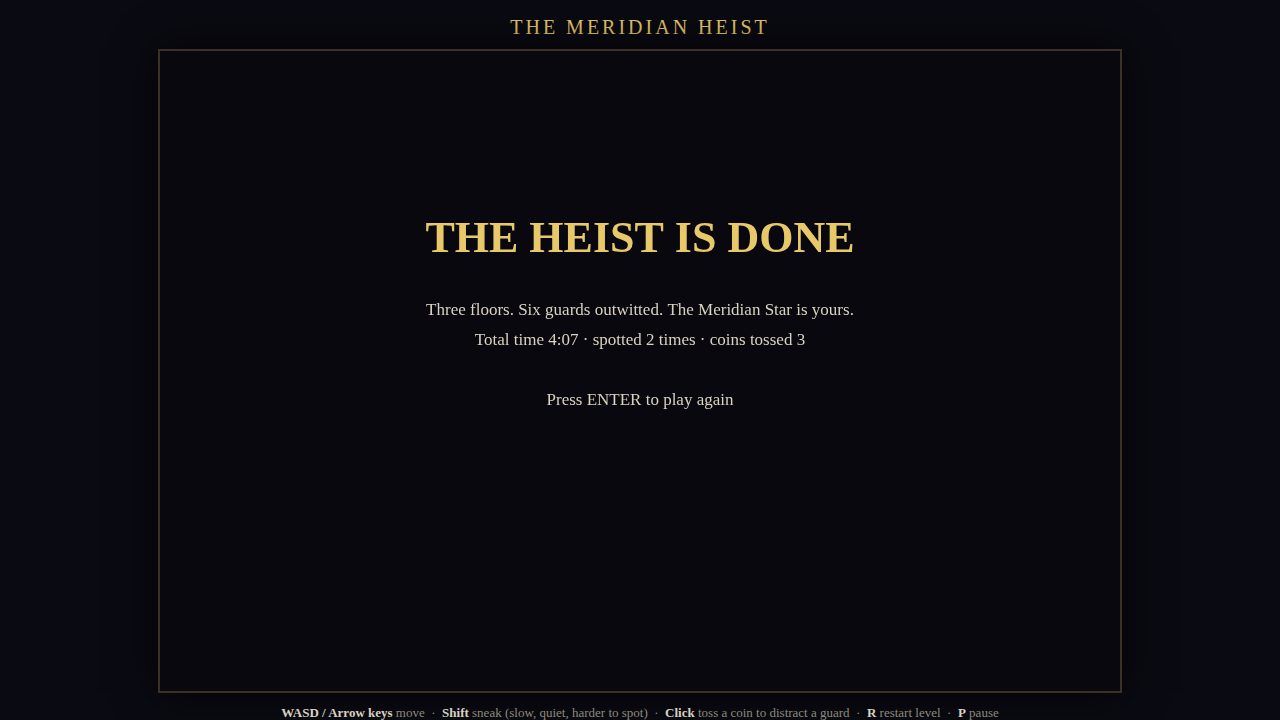 THE MERIDIAN HEIST
THE HEIST IS DONE
Three floors. Six guards outwitted. The Meridian Star is yours.
Total time 4:07 · spotted 2 times · coins tossed 3
Press ENTER to play again
WASD / Arrow keys move · Shift sneak (slow, quiet, harder to spot) · Click toss a coin to distract a guard · R restart level · P pause